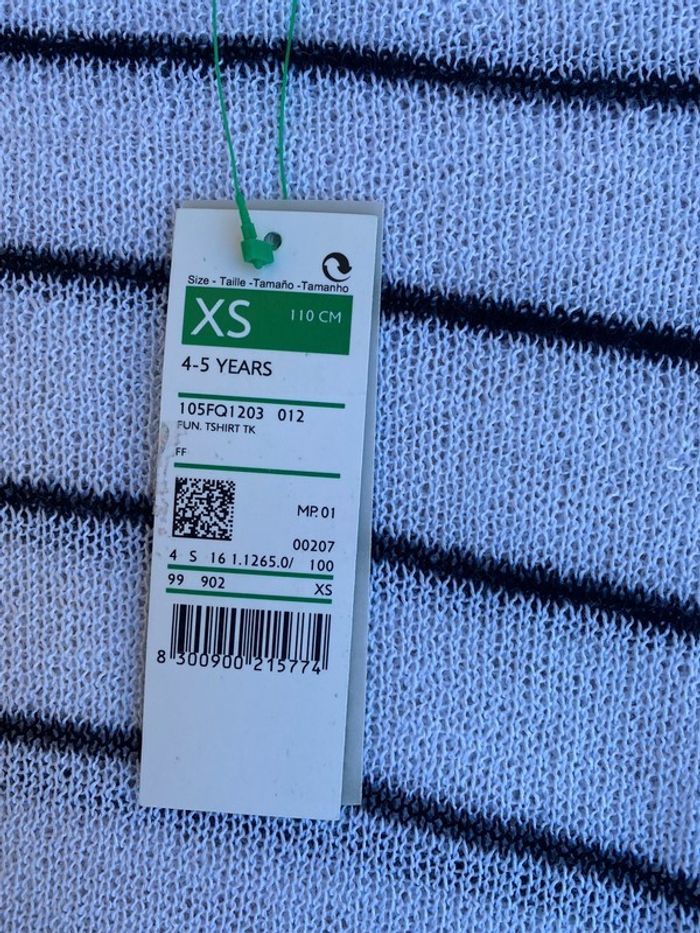 Size - Taille -Tamaño -Tamanho
XS 110 CM
4-5 YEARS
105FQ1203 012
FUN. TSHIRT TK
FF
MP. 01
00207
4 S 16 1.1265.0/ 100
99 902 XS
8 300900 215774